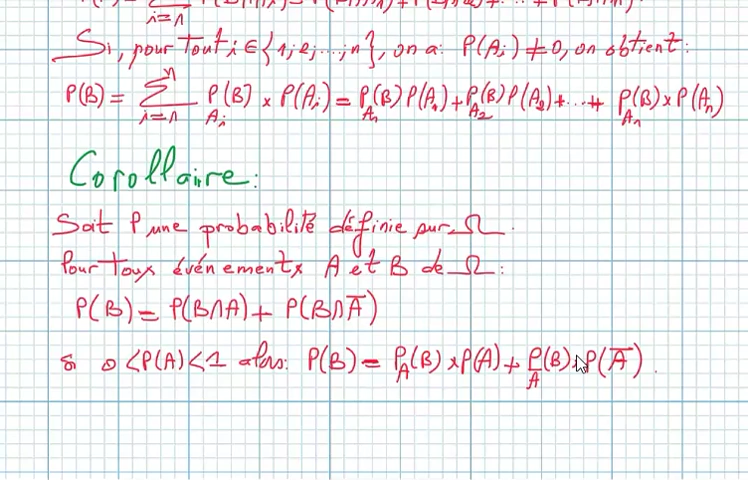 Si, pour tout i ∈ {1;2;...;n}, on a: P(Ai) ≠ 0, on obtient:
P(B) = Σ_{i=1}^{n} P_{Ai}(B) × P(Ai) = P_{A1}(B) P(A1) + P_{A2}(B) P(A2) + ... + P_{An}(B) × P(An)
Corollaire:
Soit P une probabilité définie sur Ω.
Pour toux événements A et B de Ω:
P(B) = P(B∩A) + P(B∩A̅)
si 0 < P(A) < 1 alors: P(B) = P_A(B) × P(A) + P_A̅(B) × P(A̅).